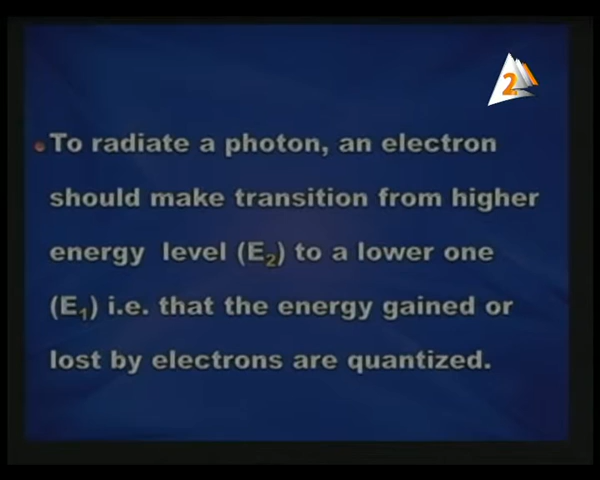 2
• To radiate a photon, an electron
should make transition from higher
energy level (E₂) to a lower one
(E₁) i.e. that the energy gained or
lost by electrons are quantized.